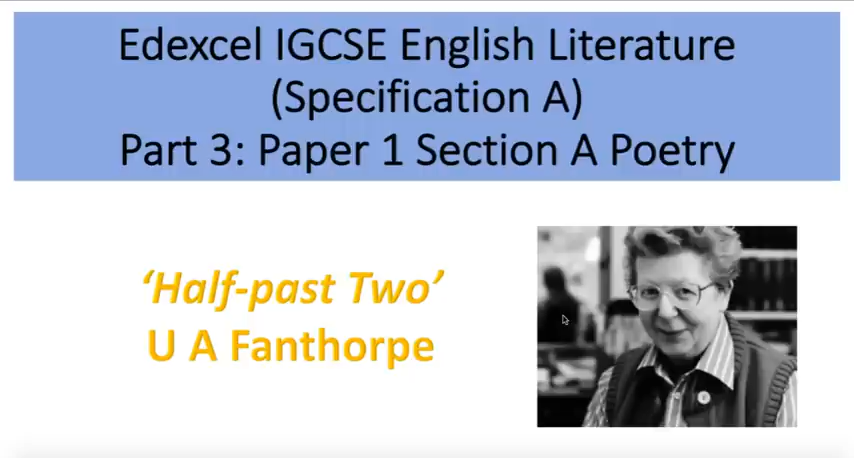 Edexcel IGCSE English Literature
(Specification A)
Part 3: Paper 1 Section A Poetry
‘Half-past Two’
U A Fanthorpe